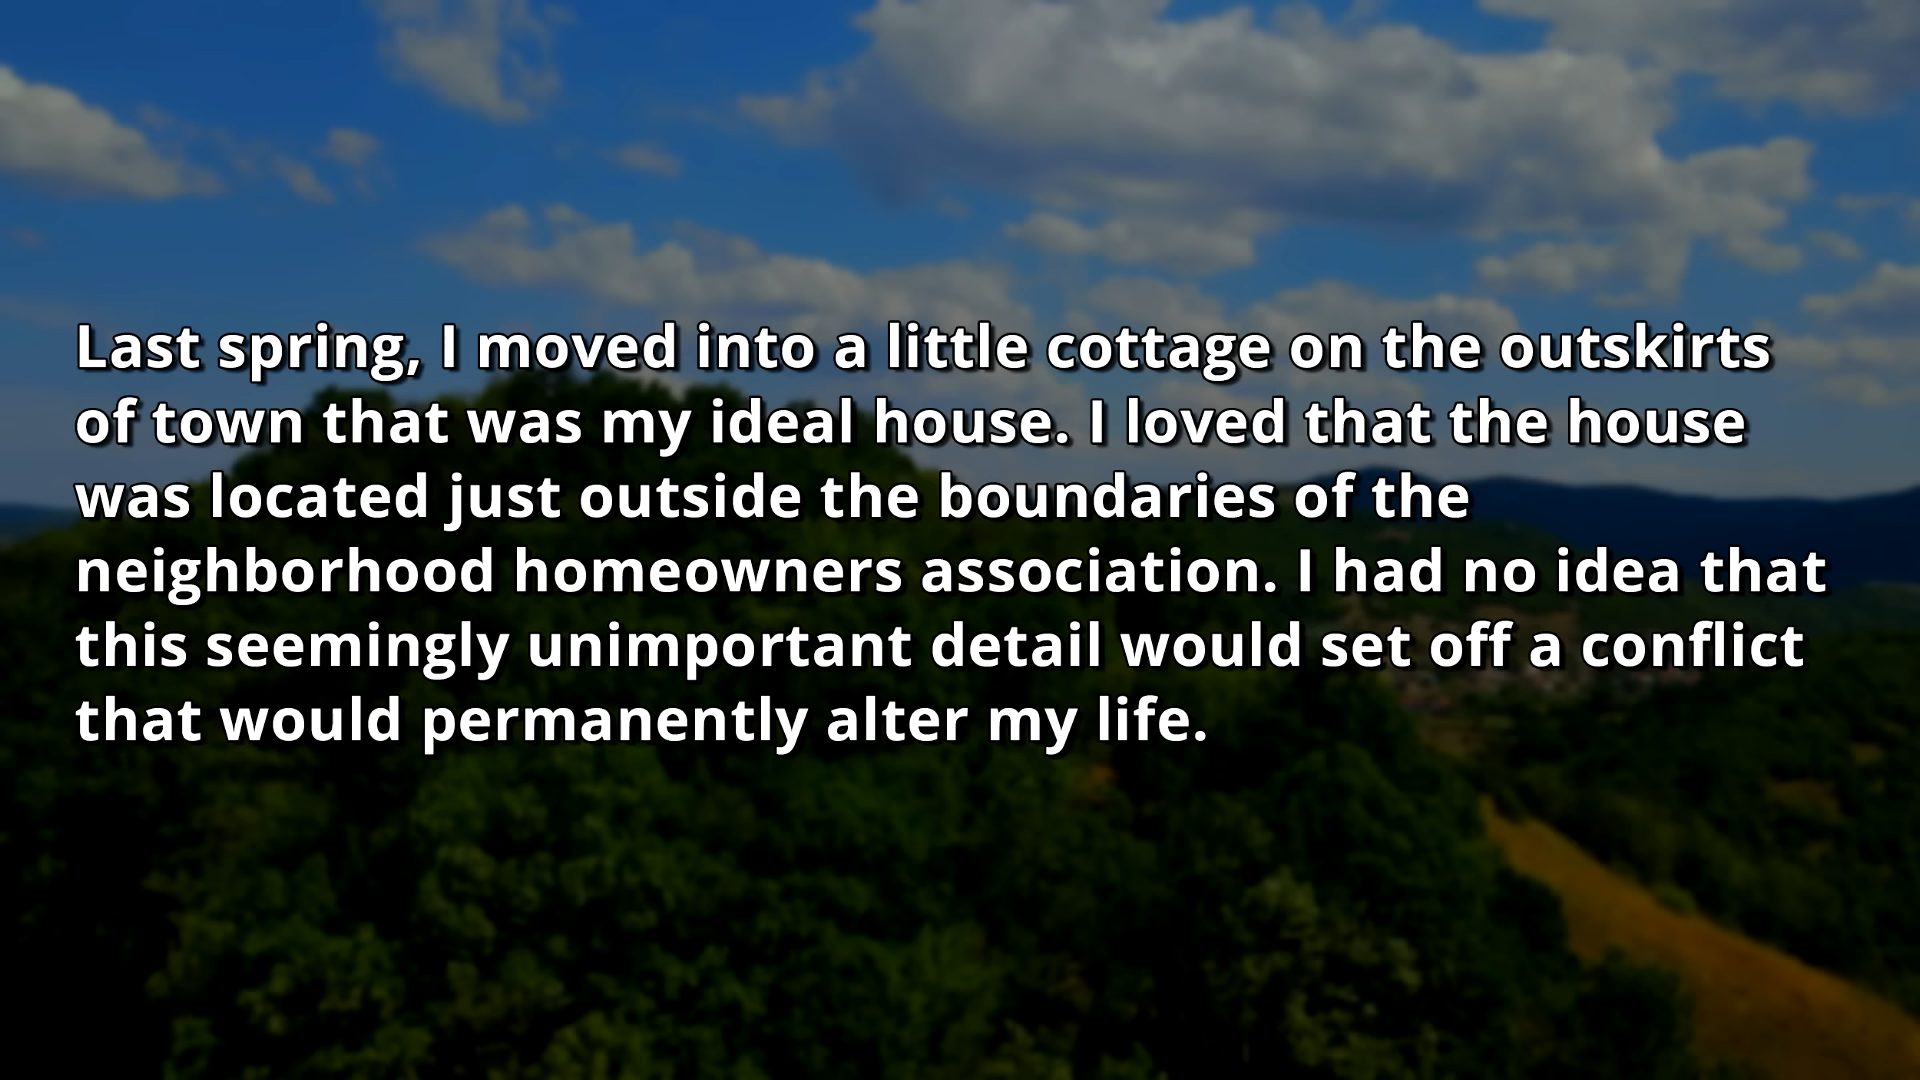 Last spring, I moved into a little cottage on the outskirts
of town that was my ideal house. I loved that the house
was located just outside the boundaries of the
neighborhood homeowners association. I had no idea that
this seemingly unimportant detail would set off a conflict
that would permanently alter my life.